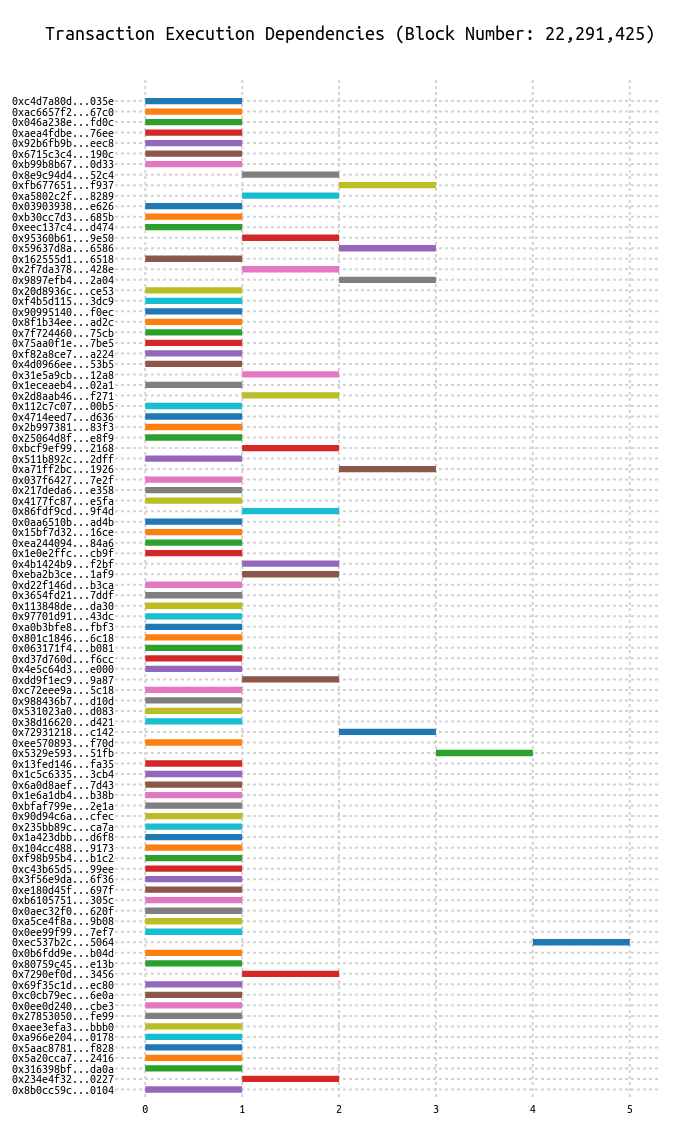 Transaction Execution Dependencies (Block Number: 22,291,425)
0xc4d7a80d...035e
0xac6657f2...67c0
0x046a238e...fd0c
0xaea4fdbe...76ee
0x92b6fb9b...eec8
0x6715c3c4...190c
0xb99b8b67...0d33
0x8e9c94d4...52c4
0xfb677651...f937
0xa5802c2f...8289
0x03903938...e626
0xb30cc7d3...685b
0xeec137c4...d474
0x95360b61...9e50
0x59637d8a...6586
0x162555d1...6518
0x2f7da378...428e
0x9897efb4...2a04
0x20d8936c...ce53
0xf4b5d115...3dc9
0x90995140...f0ec
0x8f1b34ee...ad2c
0x7f724460...75cb
0x75aa0f1e...7be5
0xf82a8ce7...a224
0x4d0966ee...53b5
0x31e5a9cb...12a8
0x1eceaeb4...02a1
0x2d8aab46...f271
0x112c7c07...00b5
0x4714eed7...d636
0x2b997381...83f3
0x25064d8f...e8f9
0xbcf9ef99...2168
0x511b892c...2dff
0xa71ff2bc...1926
0x037f6427...7e2f
0x217deda6...e358
0x4177fc87...e5fa
0x86fdf9cd...9f4d
0x0aa6510b...ad4b
0x15bf7d32...16ce
0xea244094...84a6
0x1e0e2ffc...cb9f
0x4b1424b9...f2bf
0xeba2b3ce...1af9
0xd22f146d...b3ca
0x3654fd21...7ddf
0x113848de...da30
0x97701d91...43dc
0xa0b3bfe8...fbf3
0x801c1846...6c18
0x063171f4...b081
0xd37d760d...f6cc
0x4e5c64d3...e000
0xdd9f1ec9...9a87
0xc72eee9a...5c18
0x988436b7...d10d
0x531023a0...d083
0x38d16620...d421
0x72931218...c142
0xee570893...f70d
0x5329e593...51fb
0x13fed146...fa35
0x1c5c6335...3cb4
0x6a0d8aef...7d43
0x1e6a1db4...b38b
0xbfaf799e...2e1a
0x90d94c6a...cfec
0x235bb89c...ca7a
0x1a423dbb...d6f8
0x104cc488...9173
0xf98b95b4...b1c2
0xc43b65d5...99ee
0x3f56e9da...6f36
0xe180d45f...697f
0xb6105751...305c
0x0aec32f0...620f
0xa5ce4f8a...9b08
0x0ee99f99...7ef7
0xec537b2c...5064
0x0b6fdd9e...b04d
0x80759c45...e13b
0x7290ef0d...3456
0x69f35c1d...ec80
0xc0cb79ec...6e0a
0x0ee0d240...cbe3
0x27853050...fe99
0xaee3efa3...bbb0
0xa966e204...0178
0x5aac8781...f828
0x5a20cca7...2416
0x316398bf...da0a
0x234e4f32...0227
0x8b0cc59c...0104
0 1 2 3 4 5